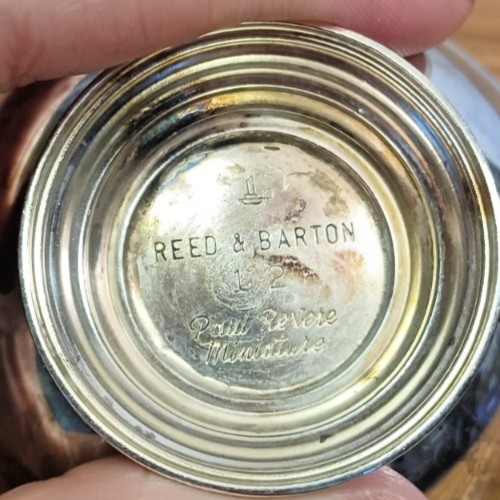 REED & BARTON
1 2
Paul Revere
Miniature